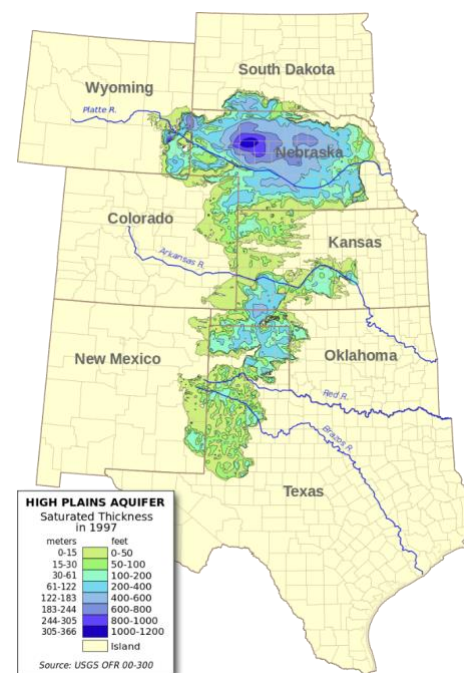 South Dakota
Wyoming
Platte R.
Nebraska
Colorado
Kansas
Arkansas R.
New Mexico
Oklahoma
Red R.
Brazos R.
Texas
HIGH PLAINS AQUIFER
Saturated Thickness
in 1997
meters feet
0-15 0-50
15-30 50-100
30-61 100-200
61-122 200-400
122-183 400-600
183-244 600-800
244-305 800-1000
305-366 1000-1200
Island
Source: USGS OFR 00-300